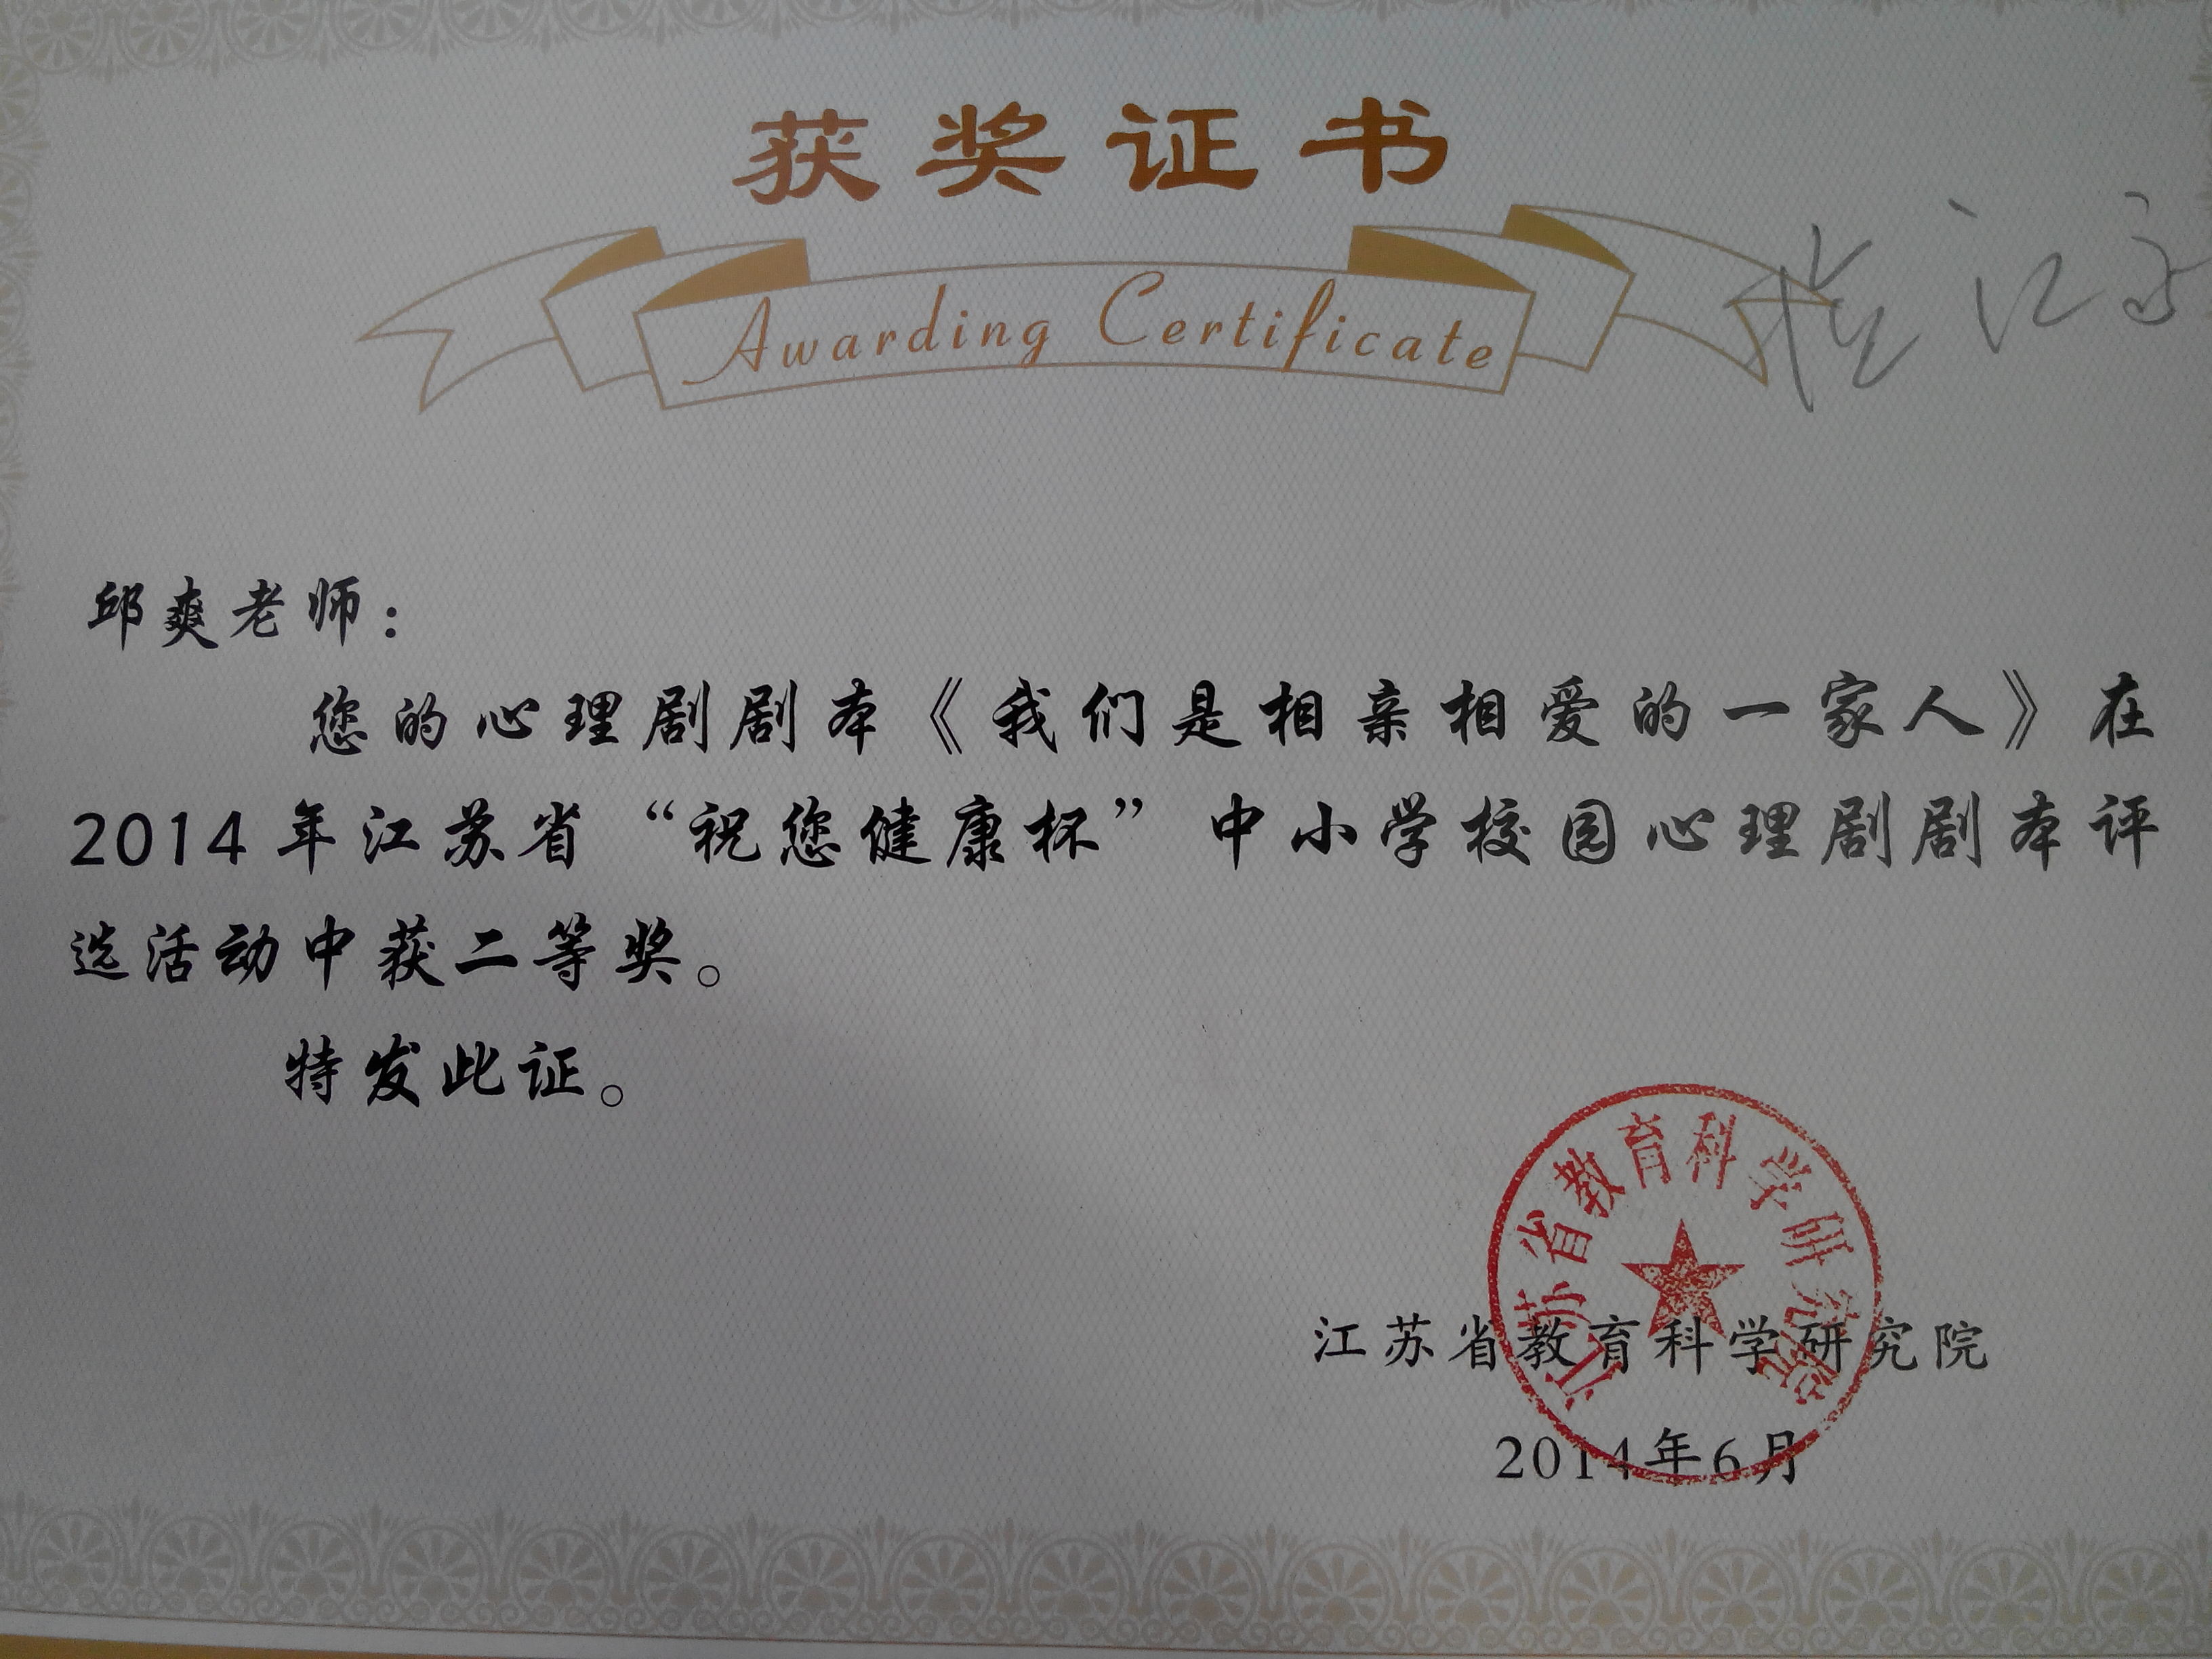 获奖证书
Awarding Certificate
邱爽老师：
您的心理剧剧本《我们是相亲相爱的一家人》在
2014年江苏省“祝您健康杯”中小学校园心理剧剧本评
选活动中获二等奖。
特发此证。
江苏省教育科学研究院
江苏省教育科学研究院
2014年6月